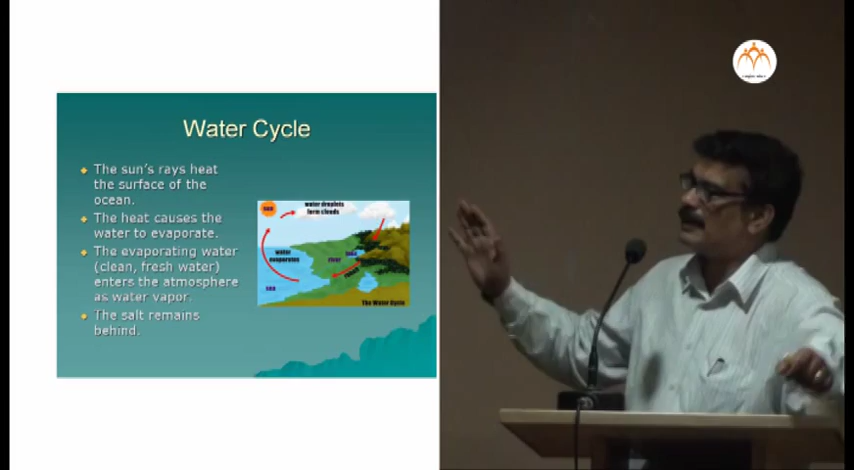 Water Cycle
The sun's rays heat
the surface of the
ocean.
The heat causes the
water to evaporate.
The evaporating water
(clean, fresh water)
enters the atmosphere
as water vapor.
The salt remains
behind.
water droplets
form clouds
sun
water
evaporates
river
sea
The Water Cycle